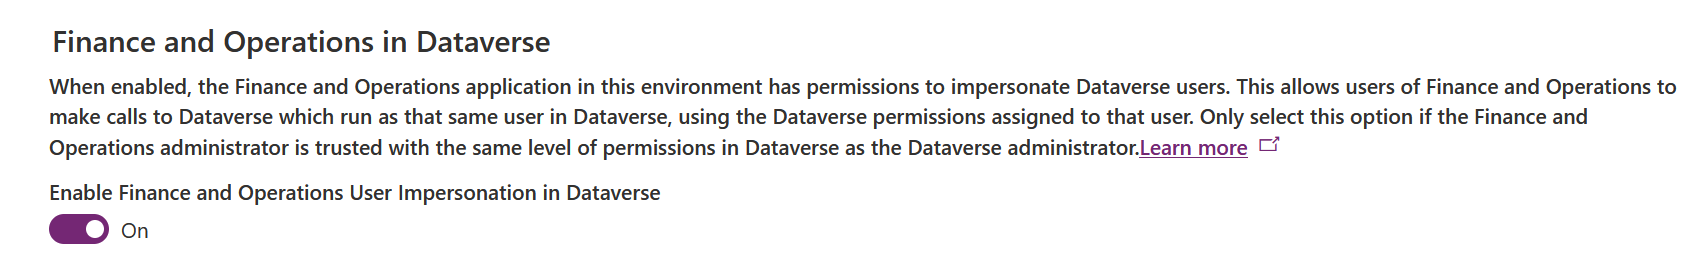 Finance and Operations in Dataverse
When enabled, the Finance and Operations application in this environment has permissions to impersonate Dataverse users. This allows users of Finance and Operations to
make calls to Dataverse which run as that same user in Dataverse, using the Dataverse permissions assigned to that user. Only select this option if the Finance and
Operations administrator is trusted with the same level of permissions in Dataverse as the Dataverse administrator.Learn more
Enable Finance and Operations User Impersonation in Dataverse
On